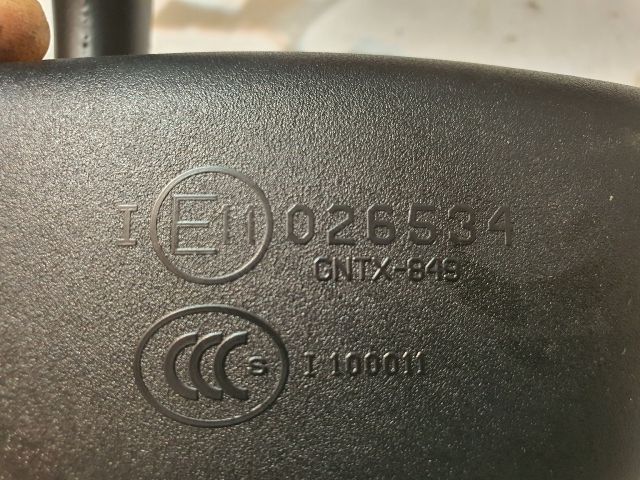 I E11 026534
GNTX-849
CCC S I 100011